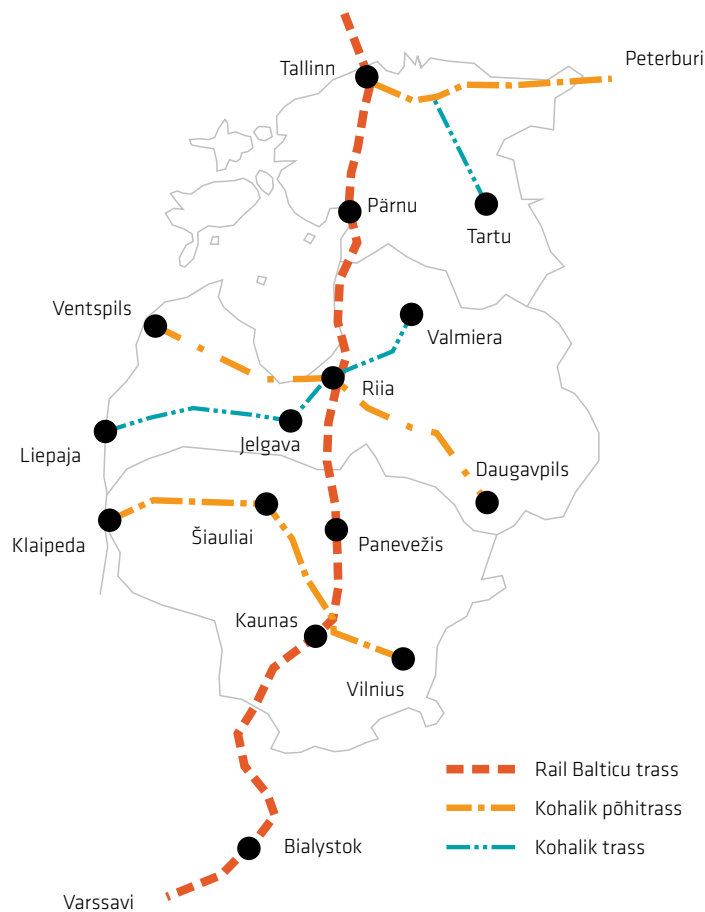 Peterburi
Tallinn
Pärnu
Tartu
Ventspils
Valmiera
Riia
Jelgava
Liepaja
Daugavpils
Klaipeda
Šiauliai
Panevežis
Kaunas
Vilnius
Rail Balticu trass
Kohalik põhitrass
Kohalik trass
Bialystok
Varssavi